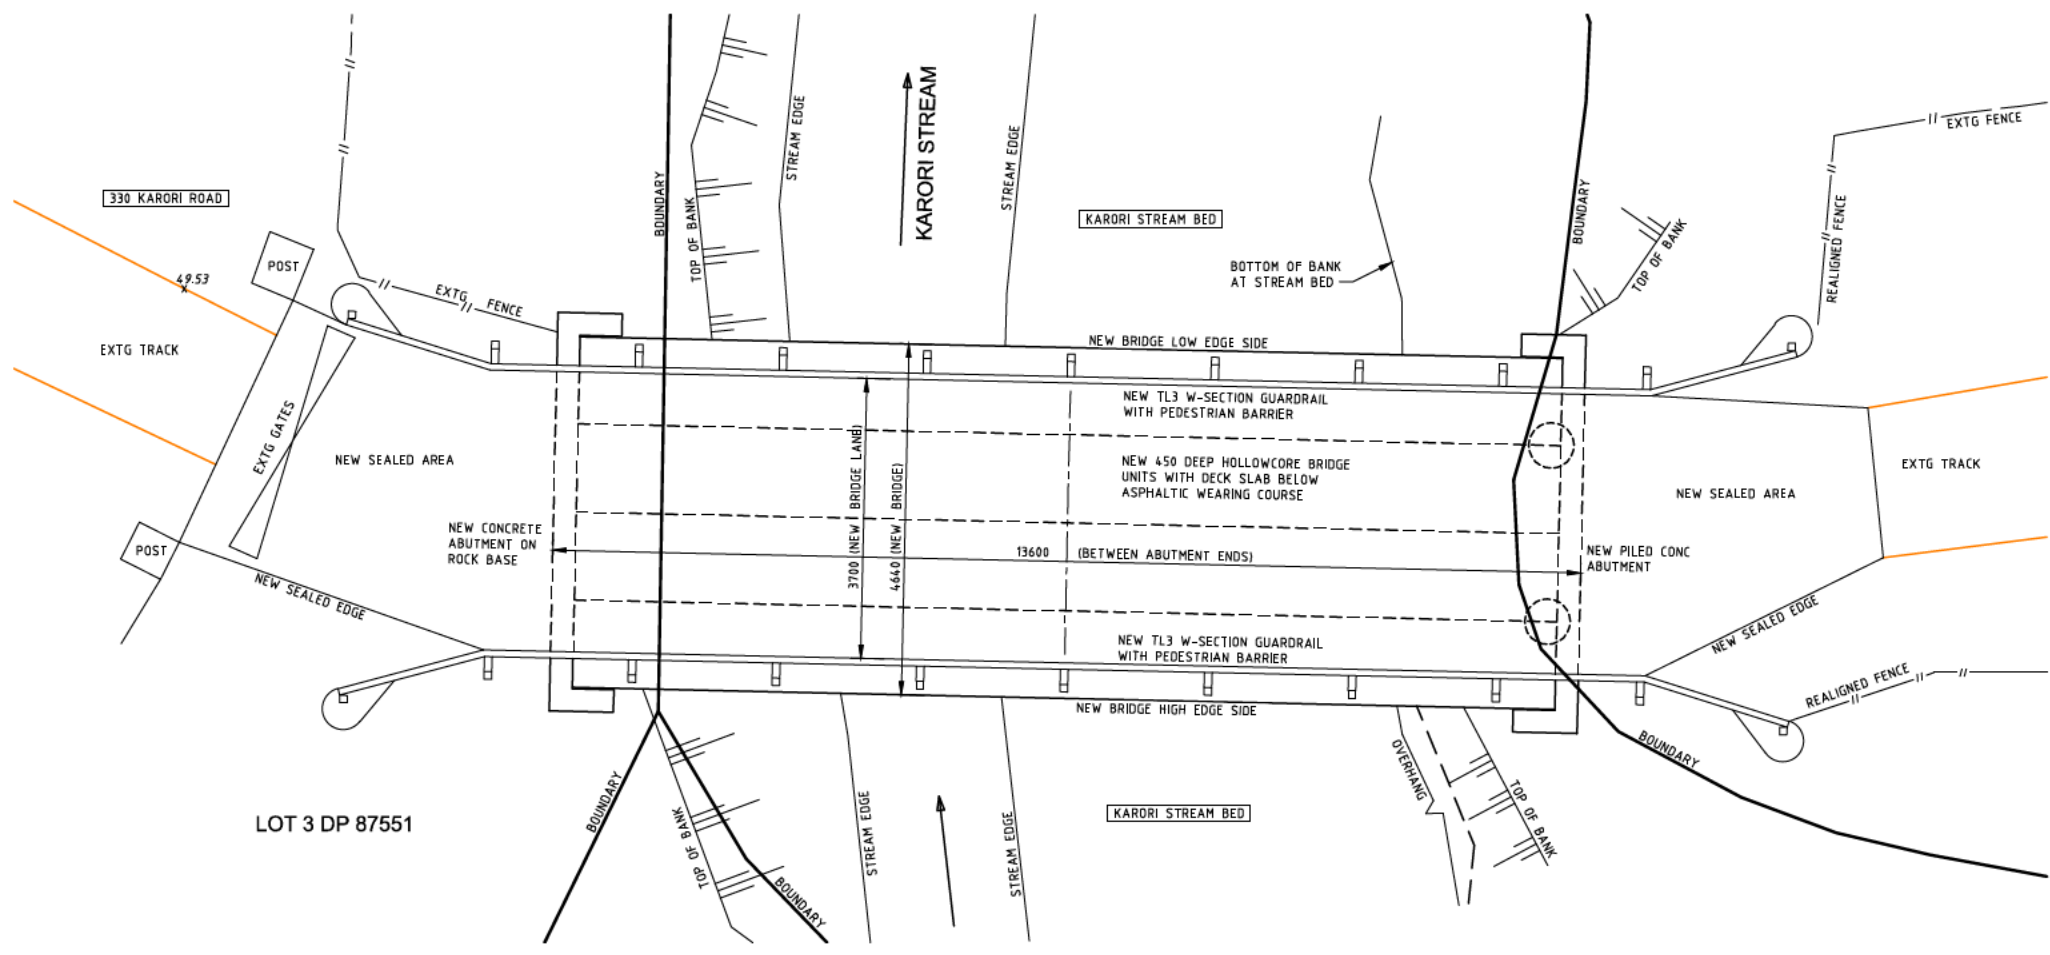 KARORI STREAM
STREAM EDGE
STREAM EDGE
BOUNDARY
TOP OF BANK
330 KARORI ROAD
KARORI STREAM BED
BOUNDARY
TOP OF BANK
REALIGNED FENCE
EXTG FENCE
POST
49.53
x
EXTG FENCE
BOTTOM OF BANK
AT STREAM BED
EXTG TRACK
NEW BRIDGE LOW EDGE SIDE
NEW TL3 W-SECTION GUARDRAIL
WITH PEDESTRIAN BARRIER
EXTG GATES
NEW SEALED AREA
3700 (NEW BRIDGE LANE)
4640 (NEW BRIDGE)
NEW 450 DEEP HOLLOWCORE BRIDGE
UNITS WITH DECK SLAB BELOW
ASPHALTIC WEARING COURSE
NEW SEALED AREA
EXTG TRACK
NEW CONCRETE
ABUTMENT ON
ROCK BASE
13600 (BETWEEN ABUTMENT ENDS)
NEW PILED CONC
ABUTMENT
POST
NEW SEALED EDGE
NEW TL3 W-SECTION GUARDRAIL
WITH PEDESTRIAN BARRIER
NEW SEALED EDGE
REALIGNED FENCE
NEW BRIDGE HIGH EDGE SIDE
BOUNDARY
LOT 3 DP 87551
BOUNDARY
TOP OF BANK
BOUNDARY
STREAM EDGE
STREAM EDGE
KARORI STREAM BED
OVERHANG
TOP OF BANK